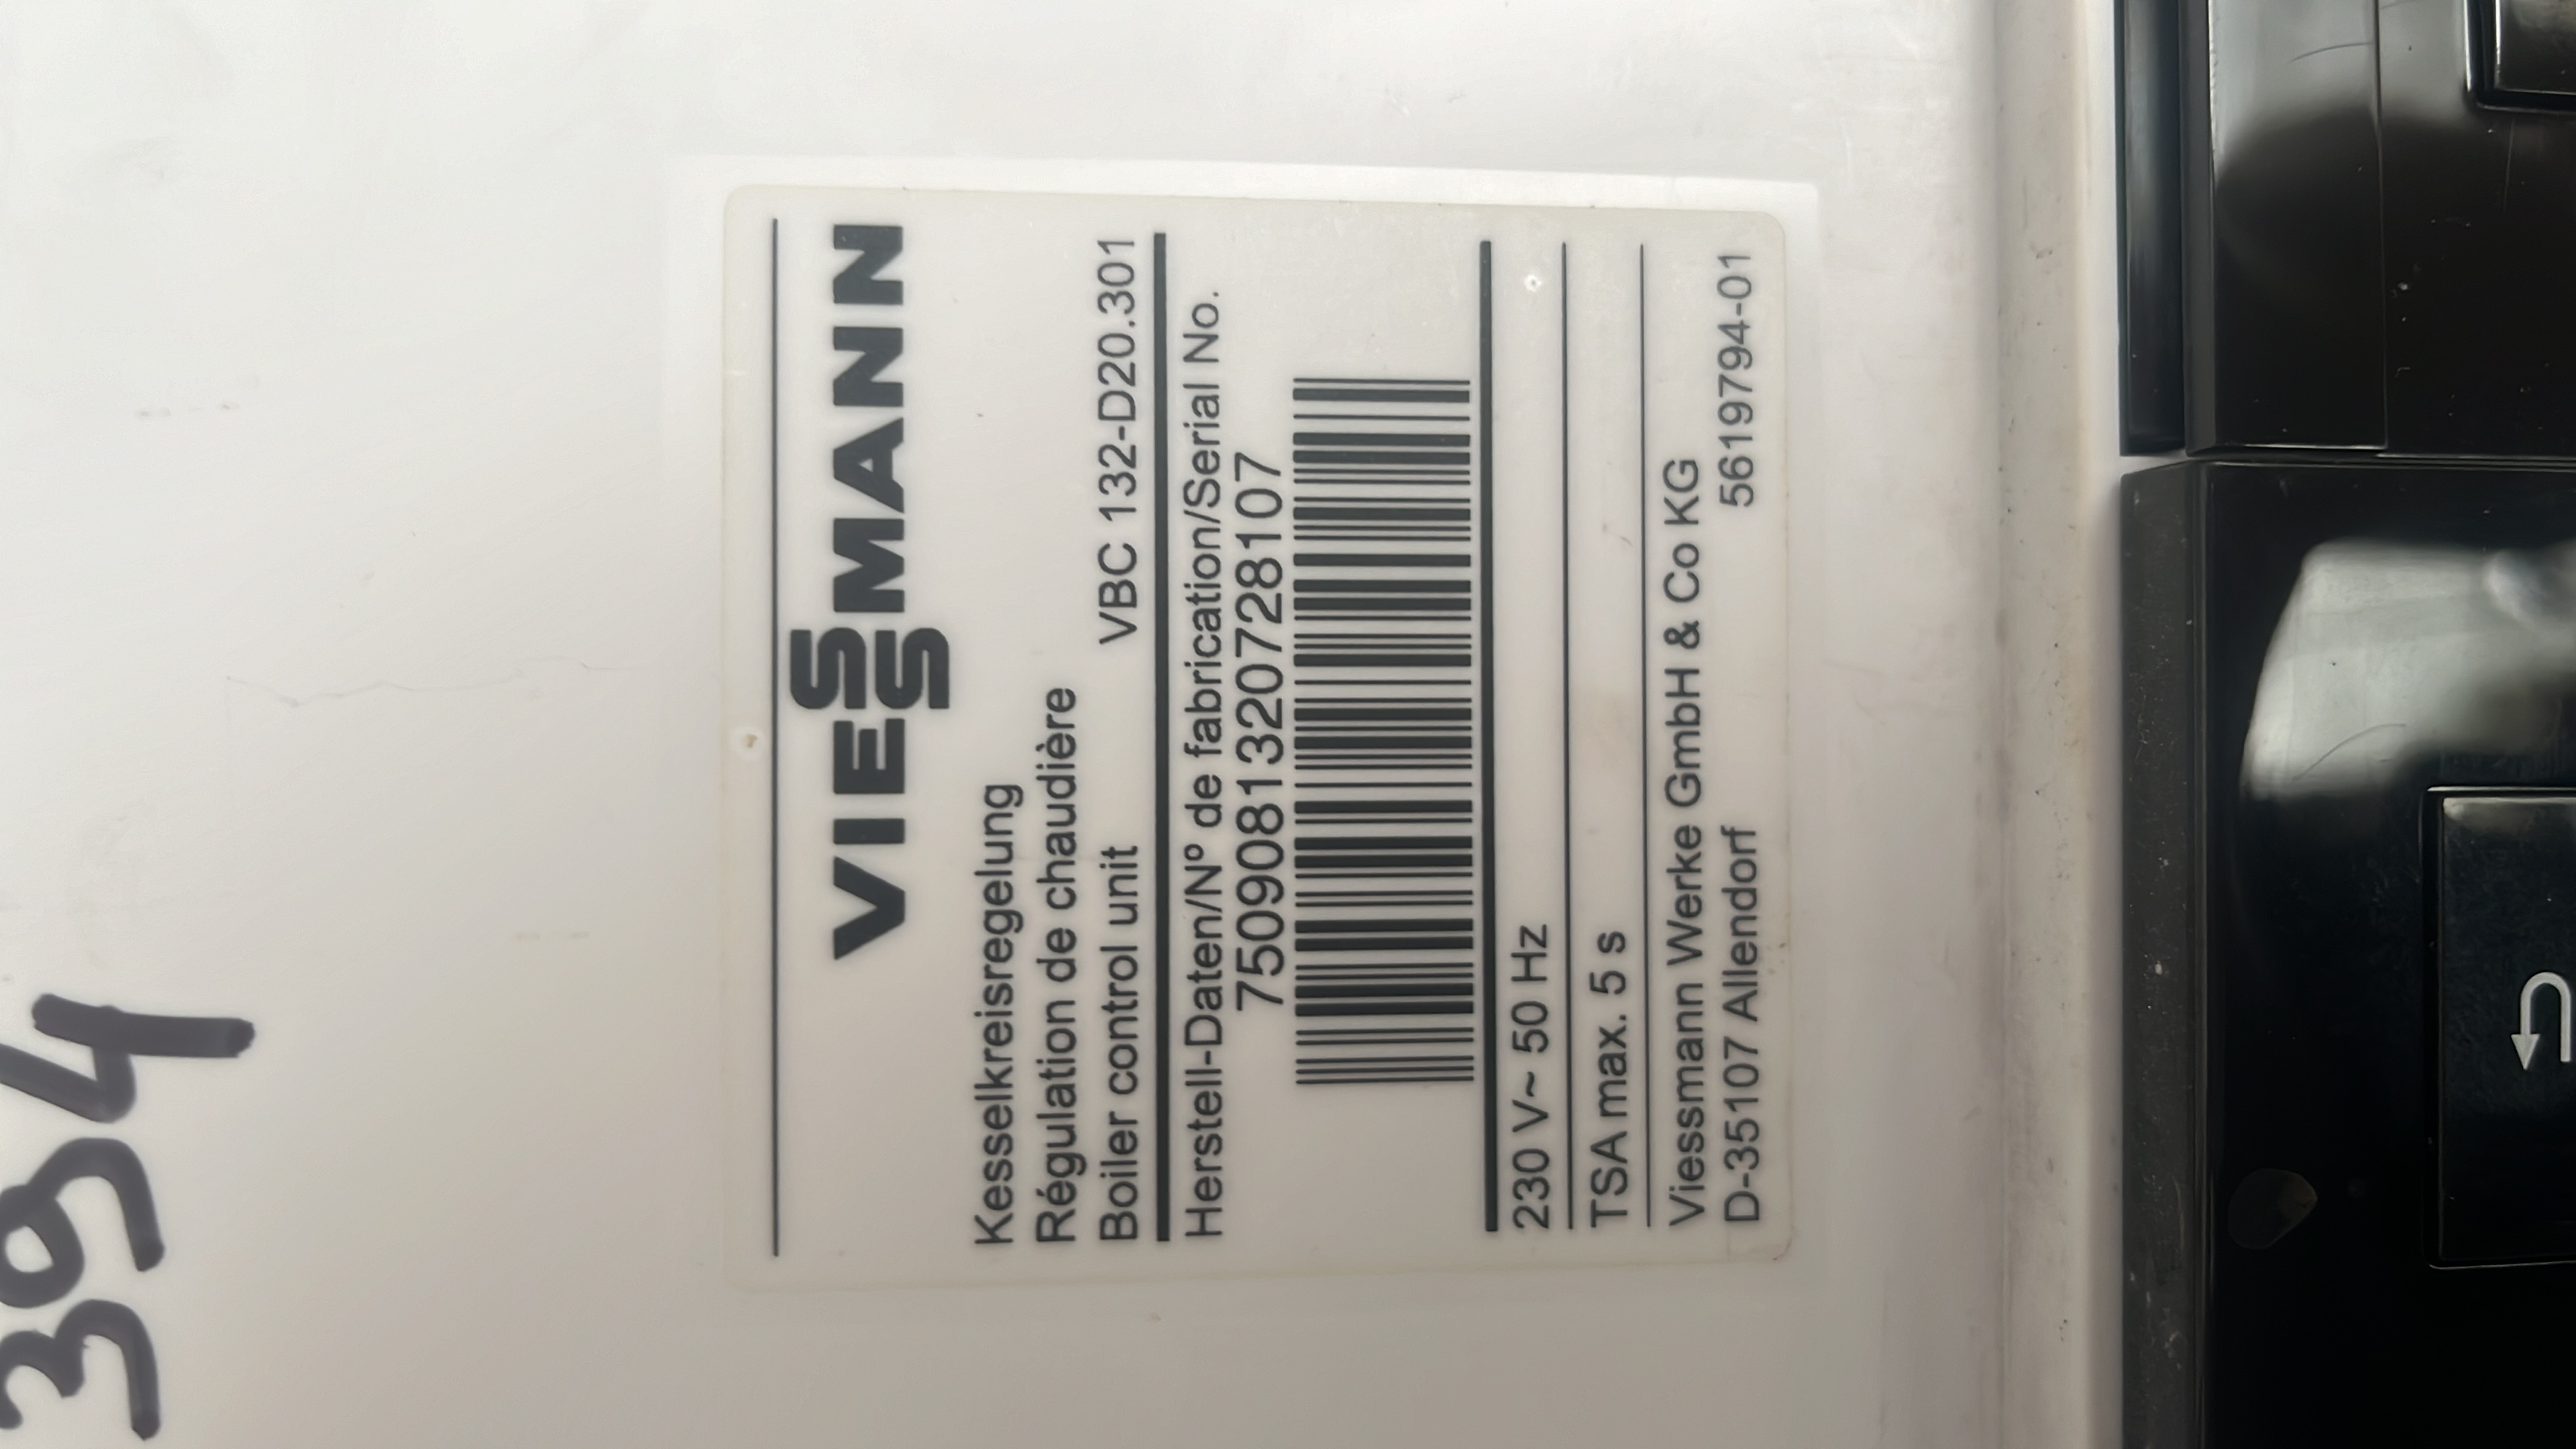 394
VIESSMANN
Kesselkreisregelung
Régulation de chaudière
Boiler control unit VBC 132-D20.301
Herstell-Daten/Nº de fabrication/Serial No.
7509081320728107
230 V~ 50 Hz
TSA max. 5 s
Viessmann Werke GmbH & Co KG
D-35107 Allendorf 5619794-01